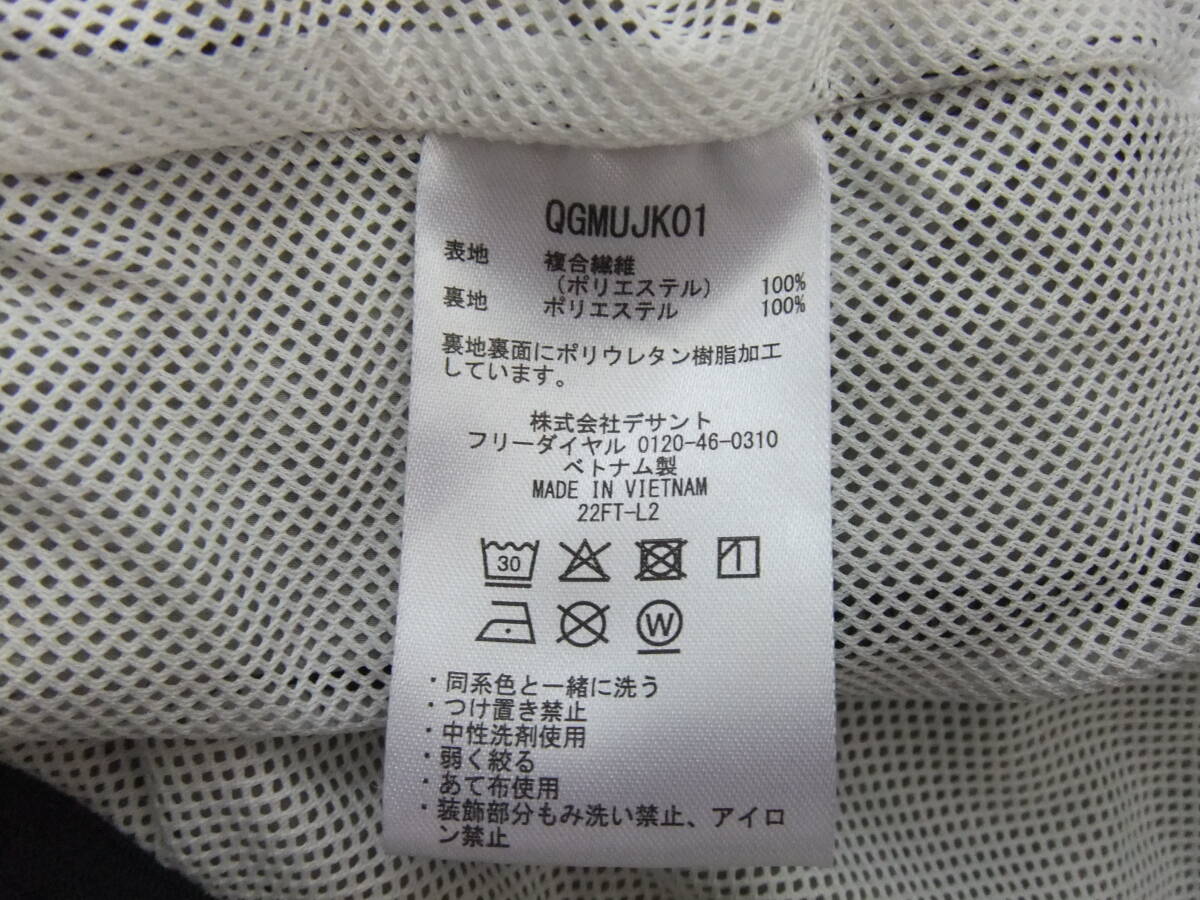 QGMUJK01
表地 複合繊維
(ポリエステル) 100%
裏地 ポリエステル 100%
裏地裏面にポリウレタン樹脂加工
しています。
株式会社デサント
フリーダイヤル 0120-46-0310
ベトナム製
MADE IN VIETNAM
22FT-L2
30
W
・同系色と一緒に洗う
・つけ置き禁止
・中性洗剤使用
・弱く絞る
・あて布使用
・装飾部分もみ洗い禁止、アイロ
ン禁止